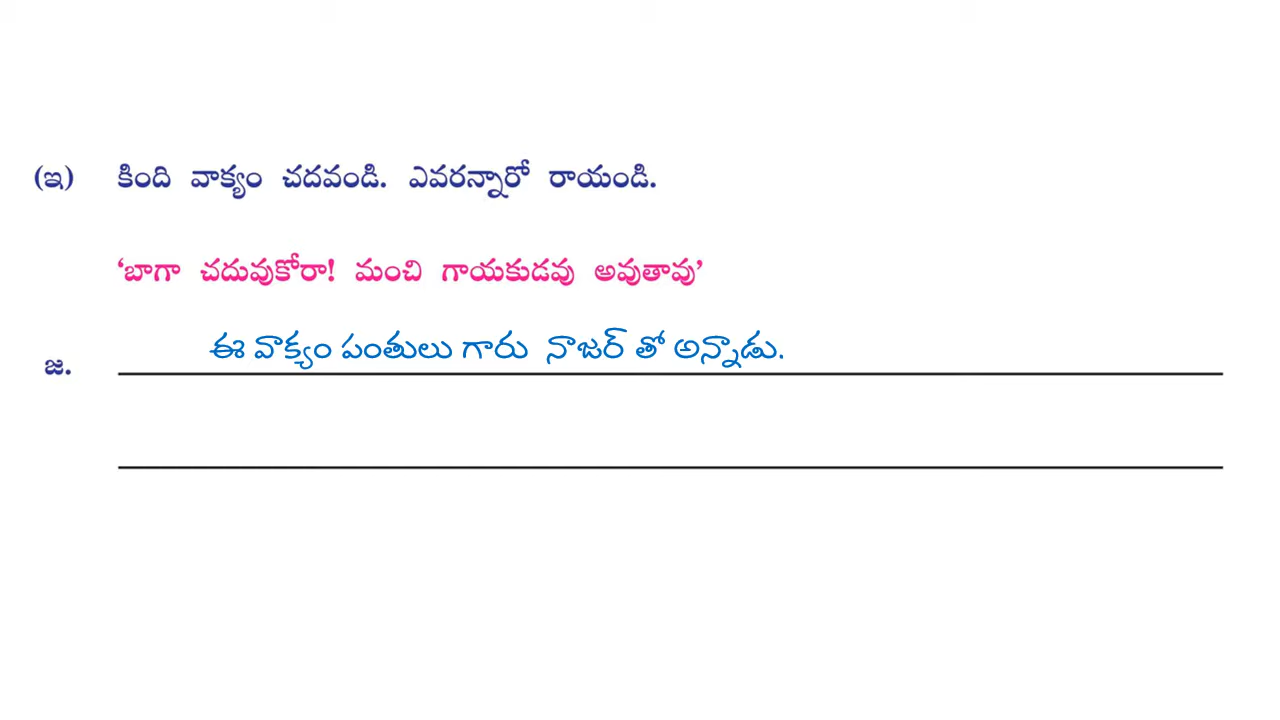 (ఇ) కింది వాక్యం చదవండి. ఎవరన్నారో రాయండి.
‘బాగా చదువుకోరా! మంచి గాయకుడవు అవుతావు’
ఈ వాక్యం పంతులు గారు నాజర్ తో అన్నాడు.
జ.